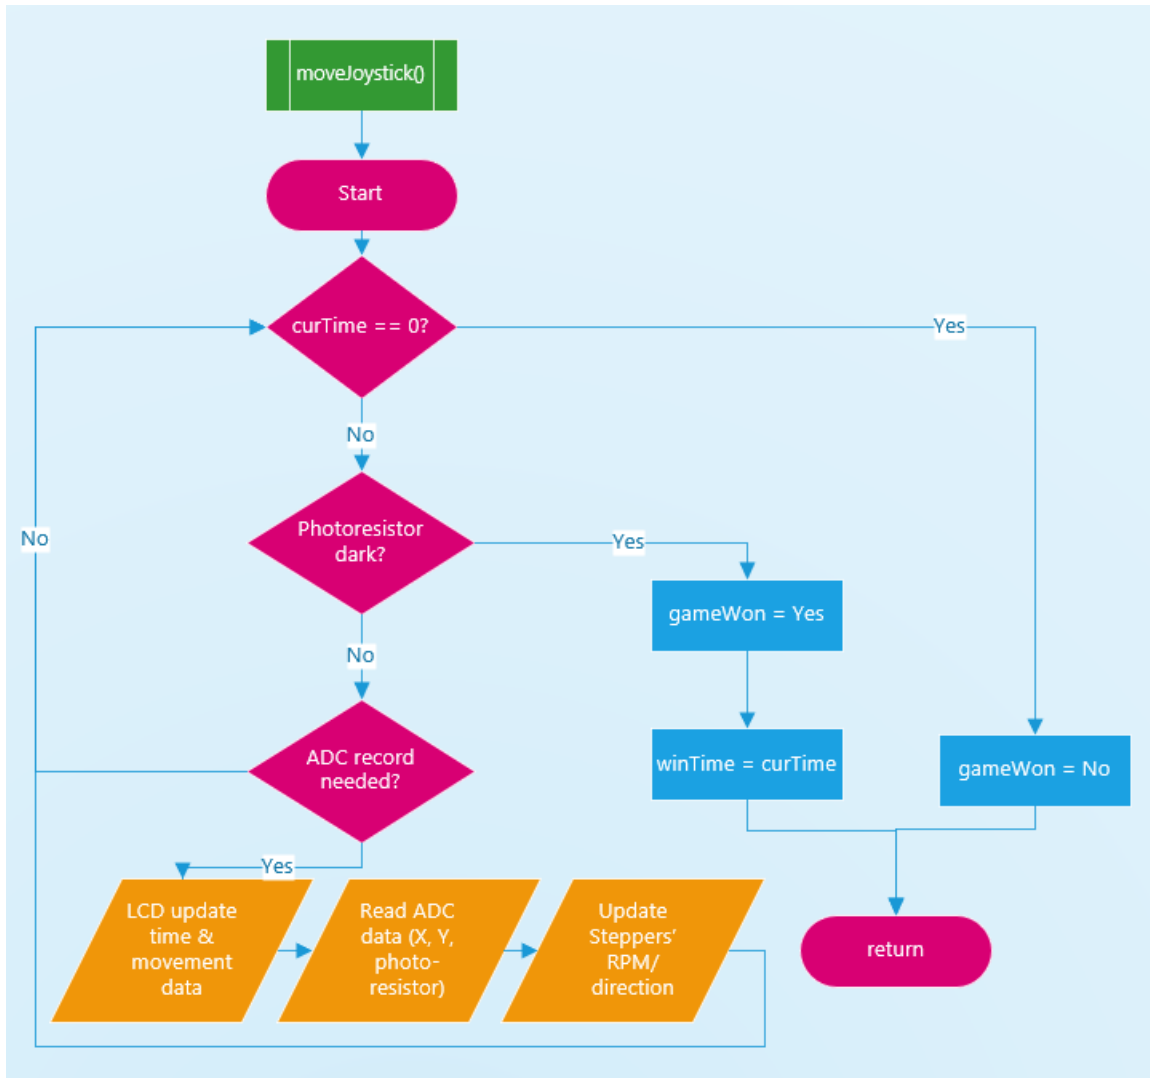 moveJoystick()
Start
curTime == 0?
Yes
No
Photoresistor
dark?
No
Yes
gameWon = Yes
No
winTime = curTime
ADC record
needed?
gameWon = No
Yes
LCD update
time &
movement
data
Read ADC
data (X, Y,
photo-
resistor)
Update
Steppers’
RPM/
direction
return